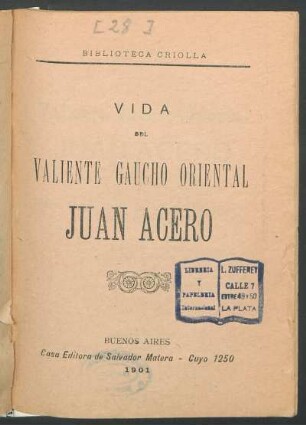 [28]
BIBLIOTECA CRIOLLA
VIDA
DEL
VALIENTE GAUCHO ORIENTAL
JUAN ACERO
LIBRERIA
Y
PAPELERIA
Internacional
L. ZUFFEREY
CALLE 7
ENTRE 49 y 50
LA PLATA
BUENOS AIRES
Casa Editora de Salvador Matera - Cuyo 1250
1901